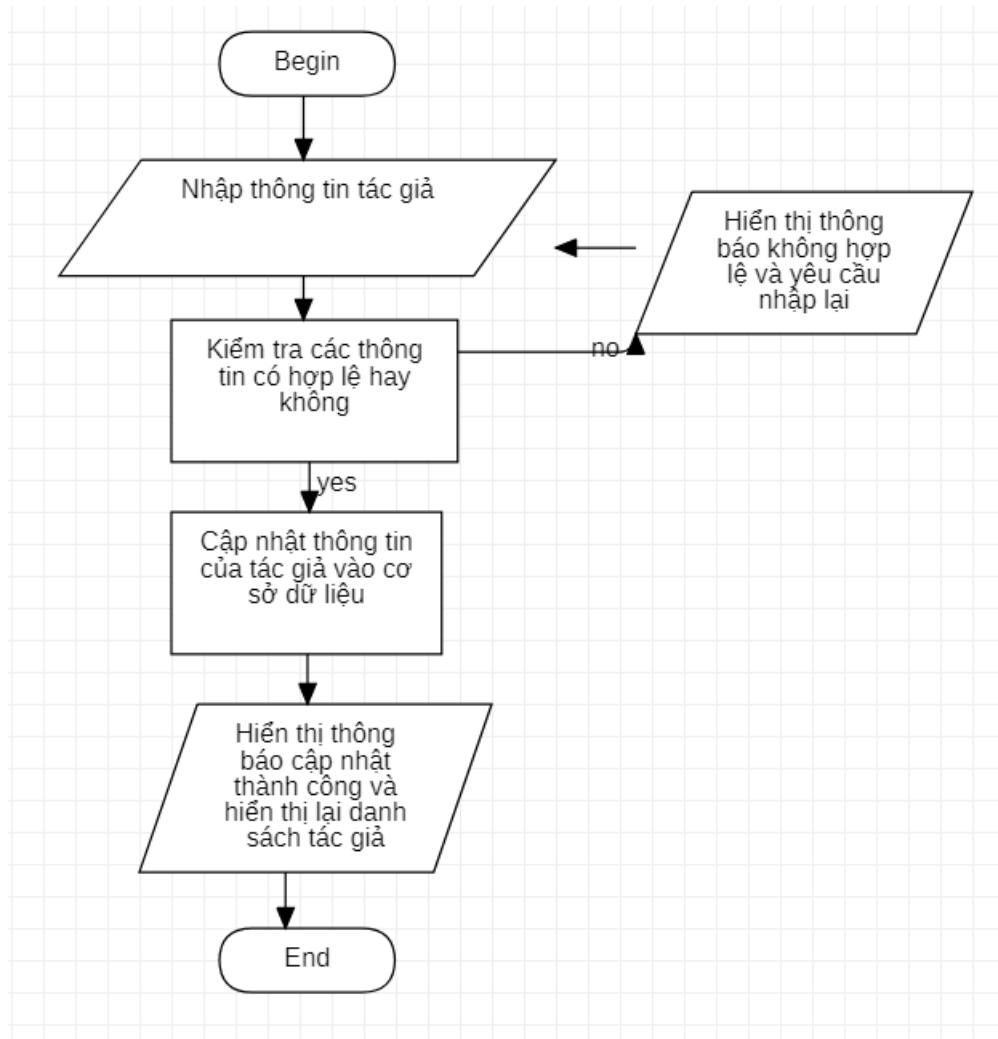 Begin
Nhập thông tin tác giả
Hiển thị thông
báo không hợp
lệ và yêu cầu
nhập lại
Kiểm tra các thông
tin có hợp lệ hay
không
no
yes
Cập nhật thông tin
của tác giả vào cơ
sở dữ liệu
Hiển thị thông
báo cập nhật
thành công và
hiển thị lại danh
sách tác giả
End